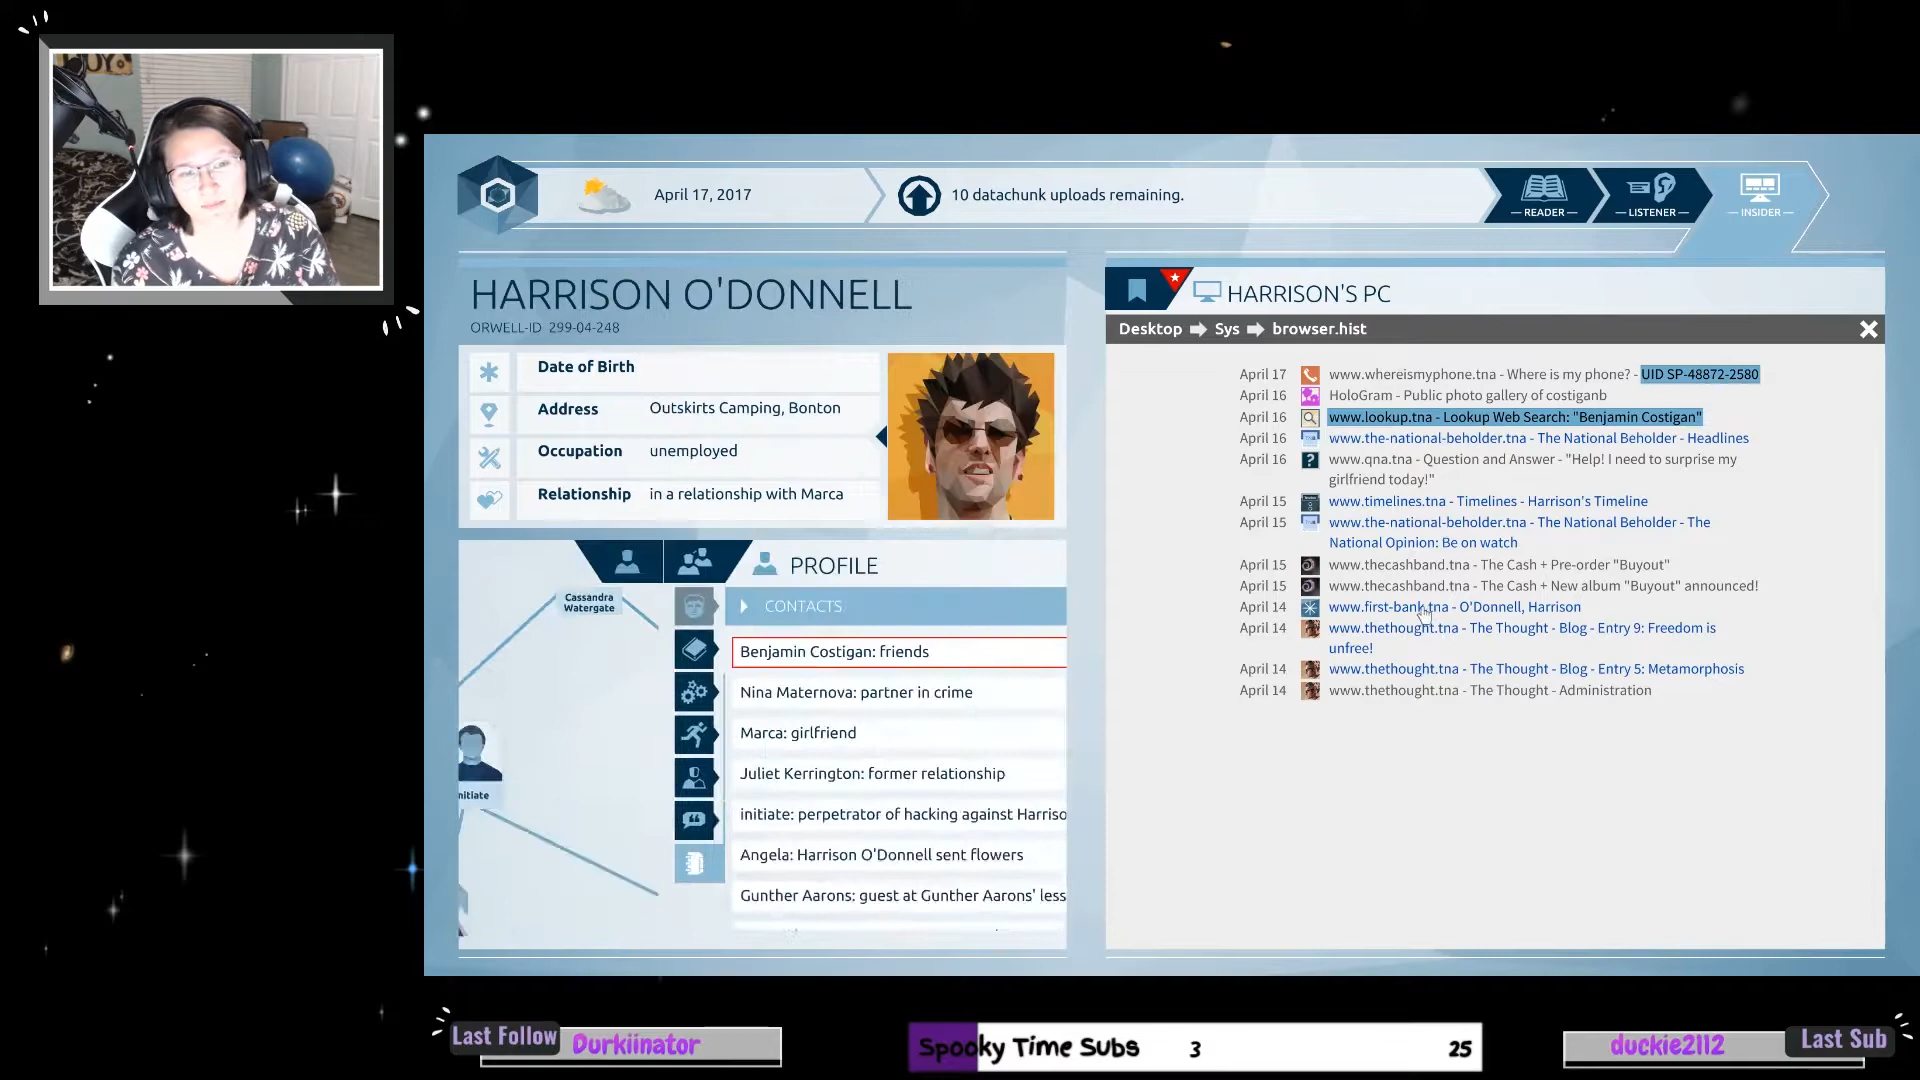 April 17, 2017
10 datachunk uploads remaining.
READER
LISTENER
INSIDER
HARRISON O'DONNELL
ORWELL-ID 299-04-248
Date of Birth
Address Outskirts Camping, Bonton
Occupation unemployed
Relationship in a relationship with Marca
PROFILE
Cassandra
Watergate
CONTACTS
Benjamin Costigan: friends
Nina Maternova: partner in crime
Marca: girlfriend
Juliet Kerrington: former relationship
nitiate
initiate: perpetrator of hacking against Harriso
Angela: Harrison O'Donnell sent flowers
Gunther Aarons: guest at Gunther Aarons' less
HARRISON'S PC
Desktop Sys browser.hist
April 17 www.whereismyphone.tna - Where is my phone? - UID SP-48872-2580
April 16 HoloGram - Public photo gallery of costiganb
April 16 www.lookup.tna - Lookup Web Search: "Benjamin Costigan"
April 16 www.the-national-beholder.tna - The National Beholder - Headlines
April 16 www.qna.tna - Question and Answer - "Help! I need to surprise my
girlfriend today!"
April 15 www.timelines.tna - Timelines - Harrison's Timeline
April 15 www.the-national-beholder.tna - The National Beholder - The
National Opinion: Be on watch
April 15 www.thecashband.tna - The Cash + Pre-order "Buyout"
April 15 www.thecashband.tna - The Cash + New album "Buyout" announced!
April 14 www.first-bank.tna - O'Donnell, Harrison
April 14 www.thethought.tna - The Thought - Blog - Entry 9: Freedom is
unfree!
April 14 www.thethought.tna - The Thought - Blog - Entry 5: Metamorphosis
April 14 www.thethought.tna - The Thought - Administration
Last Follow Durkiinator
Spooky Time Subs 3 25
duckie2112 Last Sub